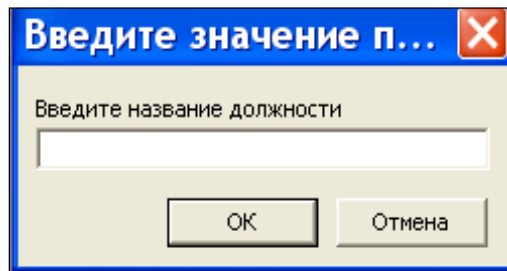 Введите значение п...
Введите название должности
ОК
Отмена